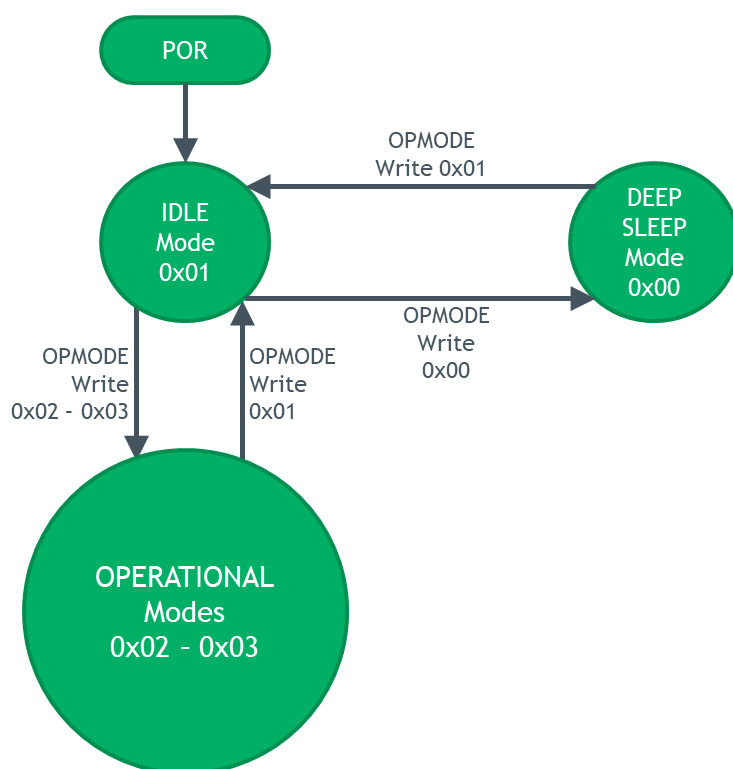 POR
OPMODE
Write 0x01
IDLE
Mode
0x01
DEEP
SLEEP
Mode
0x00
OPMODE
Write
0x00
OPMODE
Write
0x02 - 0x03
OPMODE
Write
0x01
OPERATIONAL
Modes
0x02 - 0x03